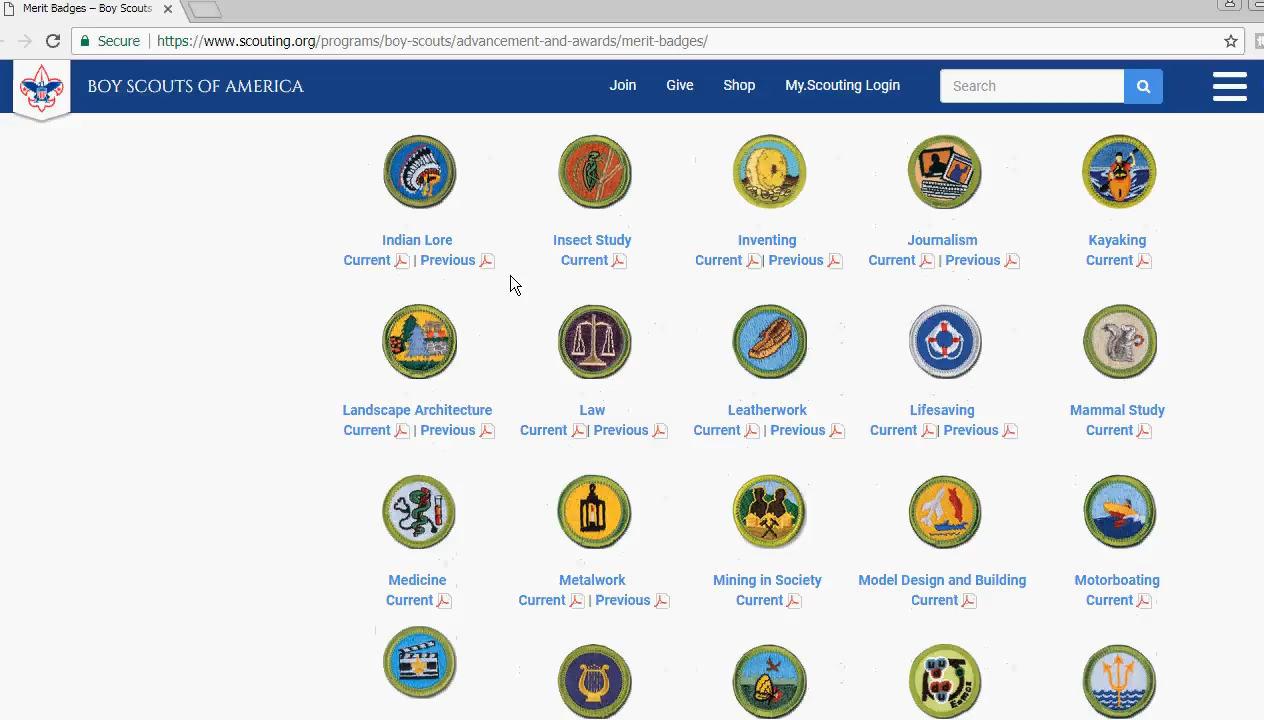 Merit Badges – Boy Scouts
Secure | https://www.scouting.org/programs/boy-scouts/advancement-and-awards/merit-badges/
BOY SCOUTS OF AMERICA Join Give Shop My.Scouting Login Search
Indian Lore Insect Study Inventing Journalism Kayaking
Current | Previous Current Current | Previous Current | Previous Current
Landscape Architecture Law Leatherwork Lifesaving Mammal Study
Current | Previous Current | Previous Current | Previous Current | Previous Current
Medicine Metalwork Mining in Society Model Design and Building Motorboating
Current Current | Previous Current Current Current